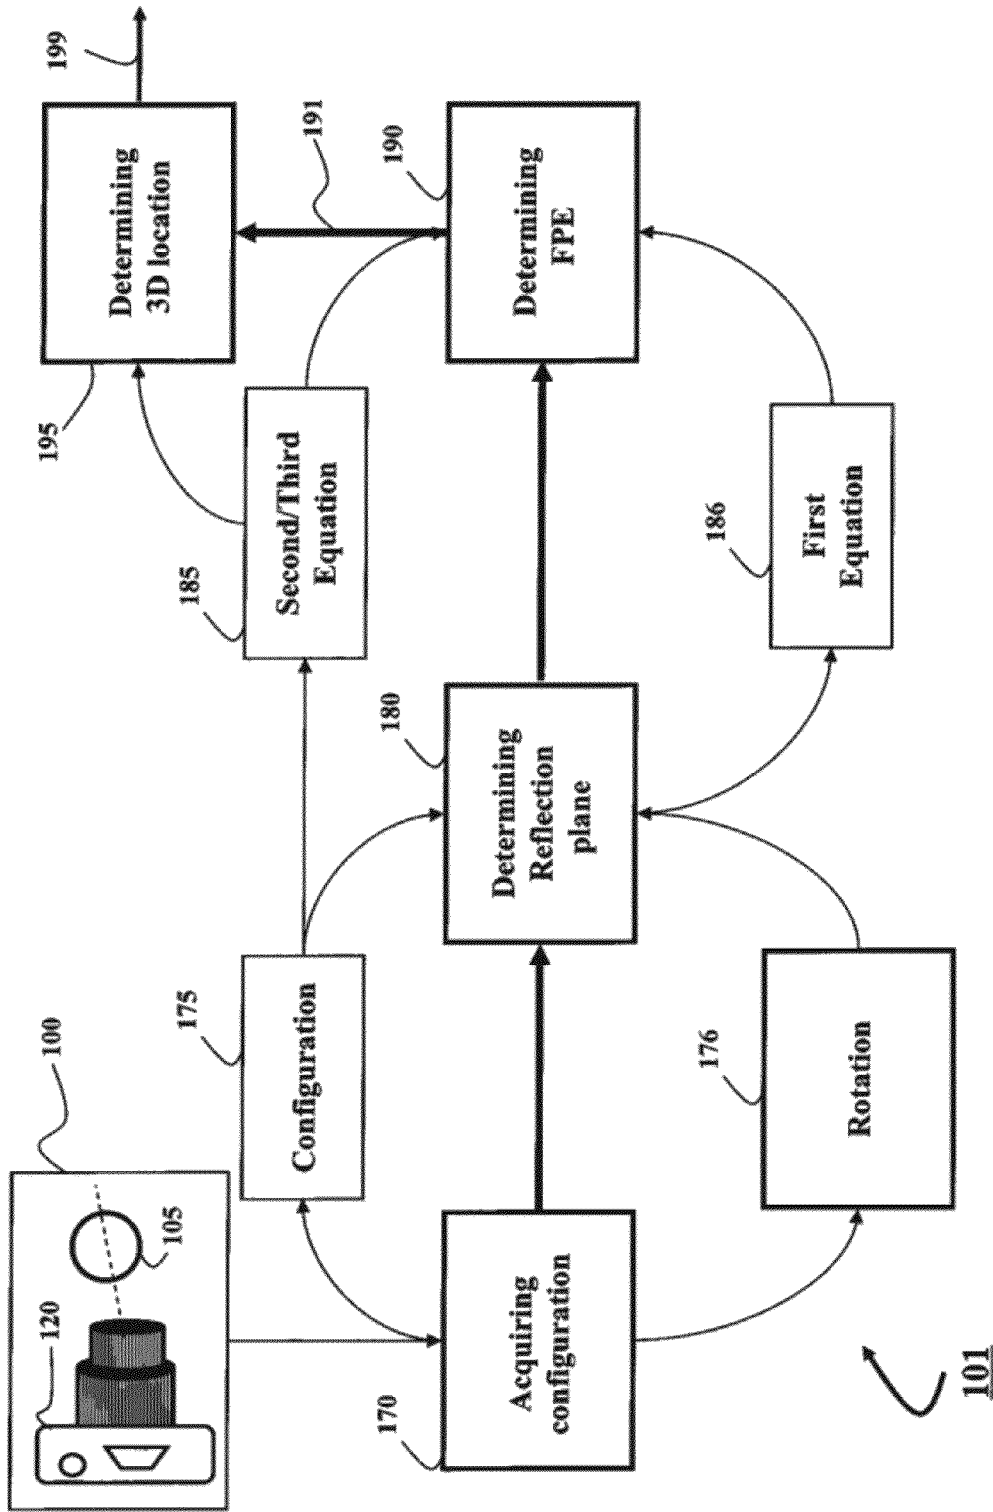 100
120
105
Acquiring
configuration
170
Configuration
175
Rotation
176
Determining
Reflection
plane
180
Second/Third
Equation
185
First
Equation
186
Determining
FPE
190
191
Determining
3D location
195
199
101